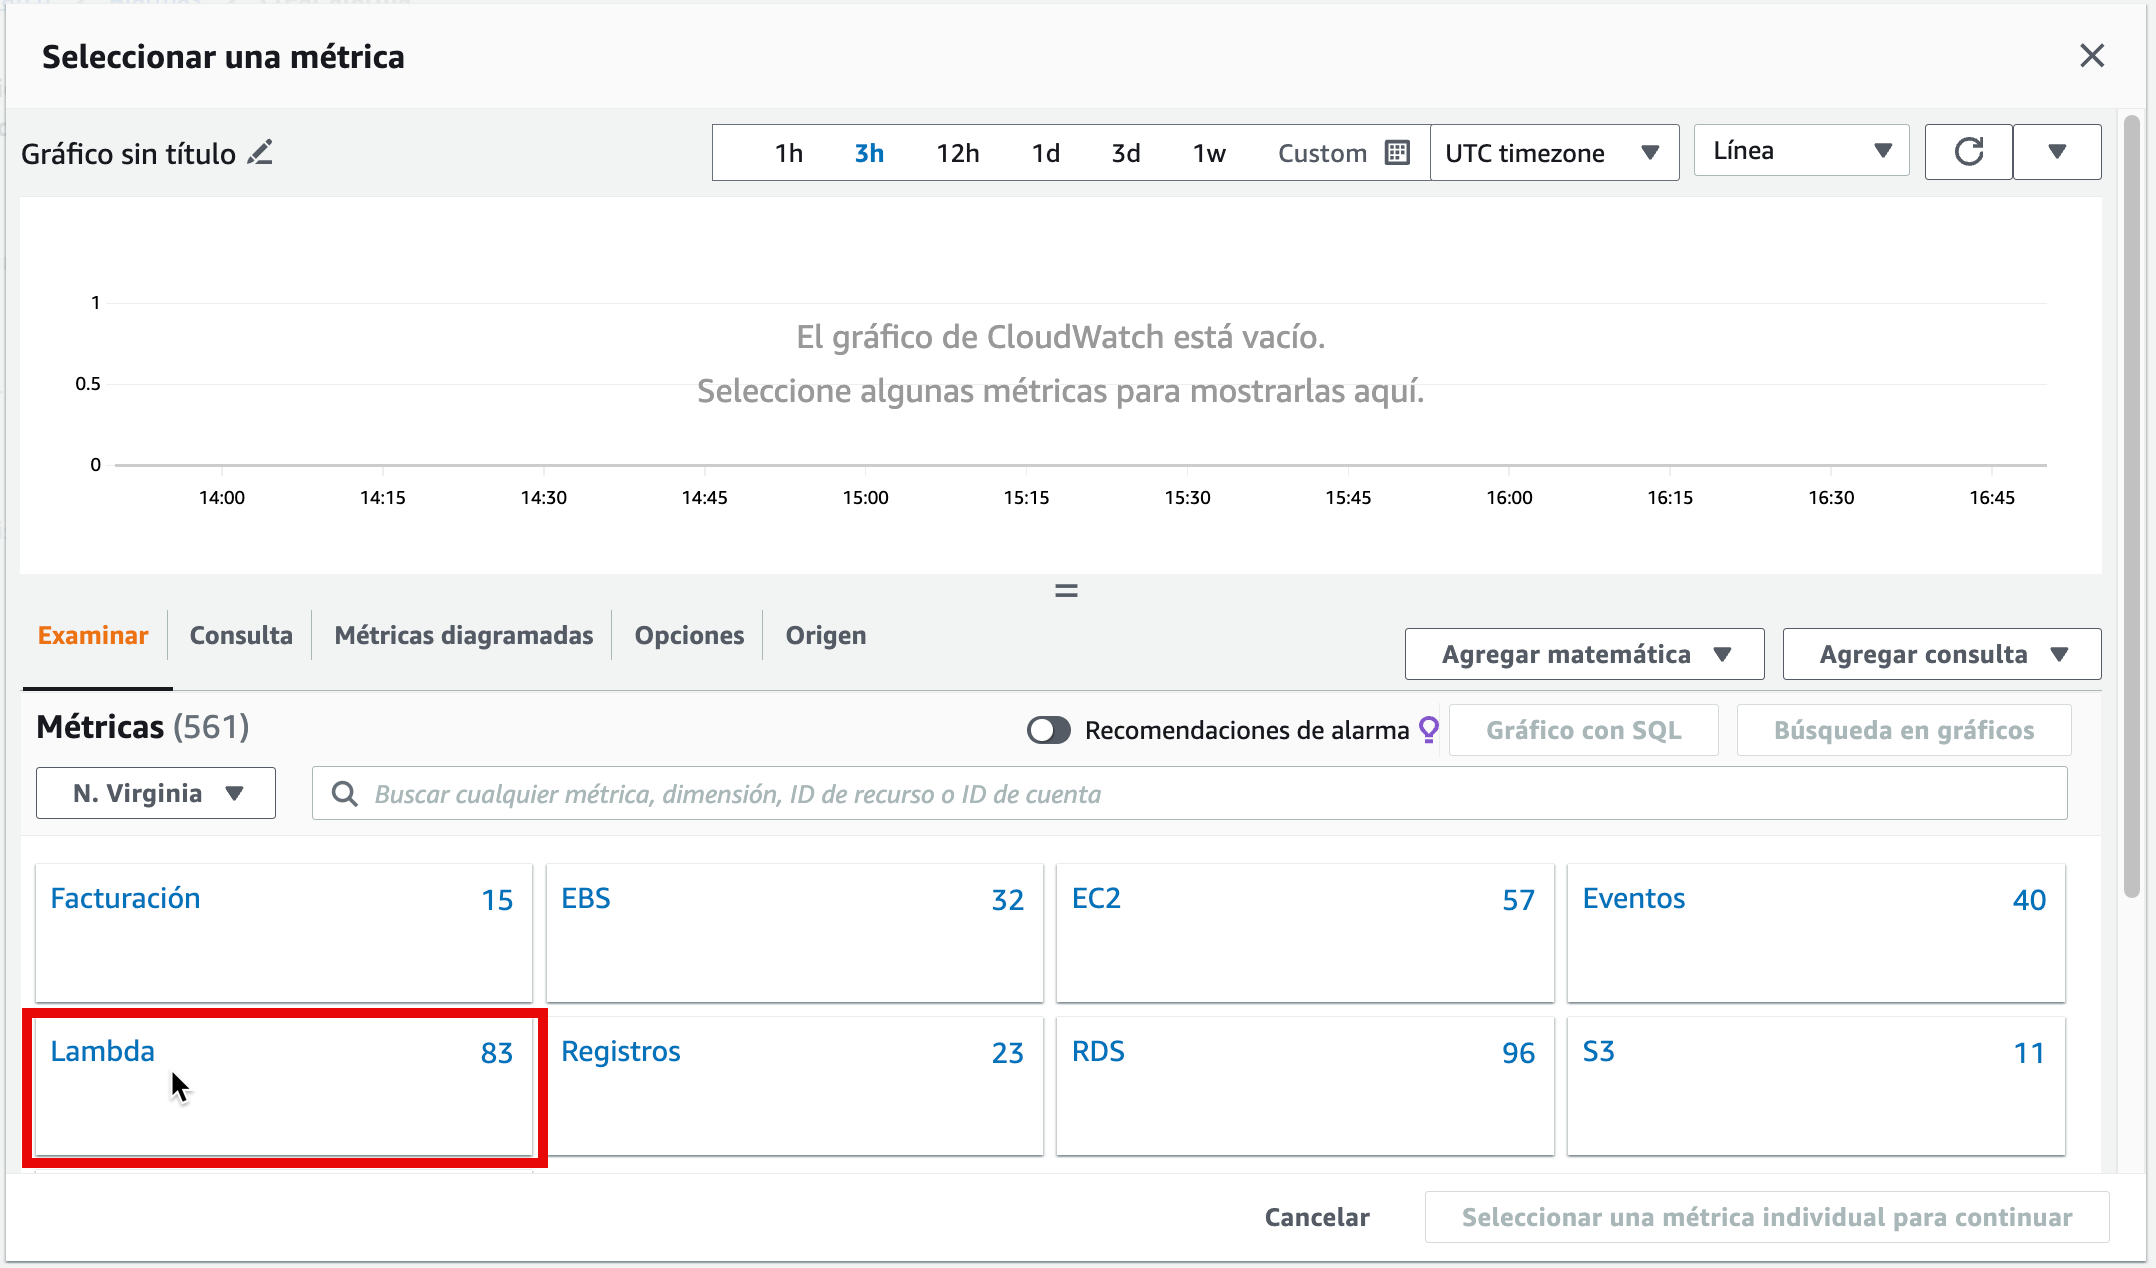 Seleccionar una métrica
Gráfico sin título
1h 3h 12h 1d 3d 1w Custom UTC timezone Línea
1
0.5
0
El gráfico de CloudWatch está vacío.
Seleccione algunas métricas para mostrarlas aquí.
14:00 14:15 14:30 14:45 15:00 15:15 15:30 15:45 16:00 16:15 16:30 16:45
Examinar Consulta Métricas diagramadas Opciones Origen
Agregar matemática Agregar consulta
Métricas (561)
Recomendaciones de alarma Gráfico con SQL Búsqueda en gráficos
N. Virginia Buscar cualquier métrica, dimensión, ID de recurso o ID de cuenta
Facturación 15 EBS 32 EC2 57 Eventos 40
Lambda 83 Registros 23 RDS 96 S3 11
Cancelar Seleccionar una métrica individual para continuar